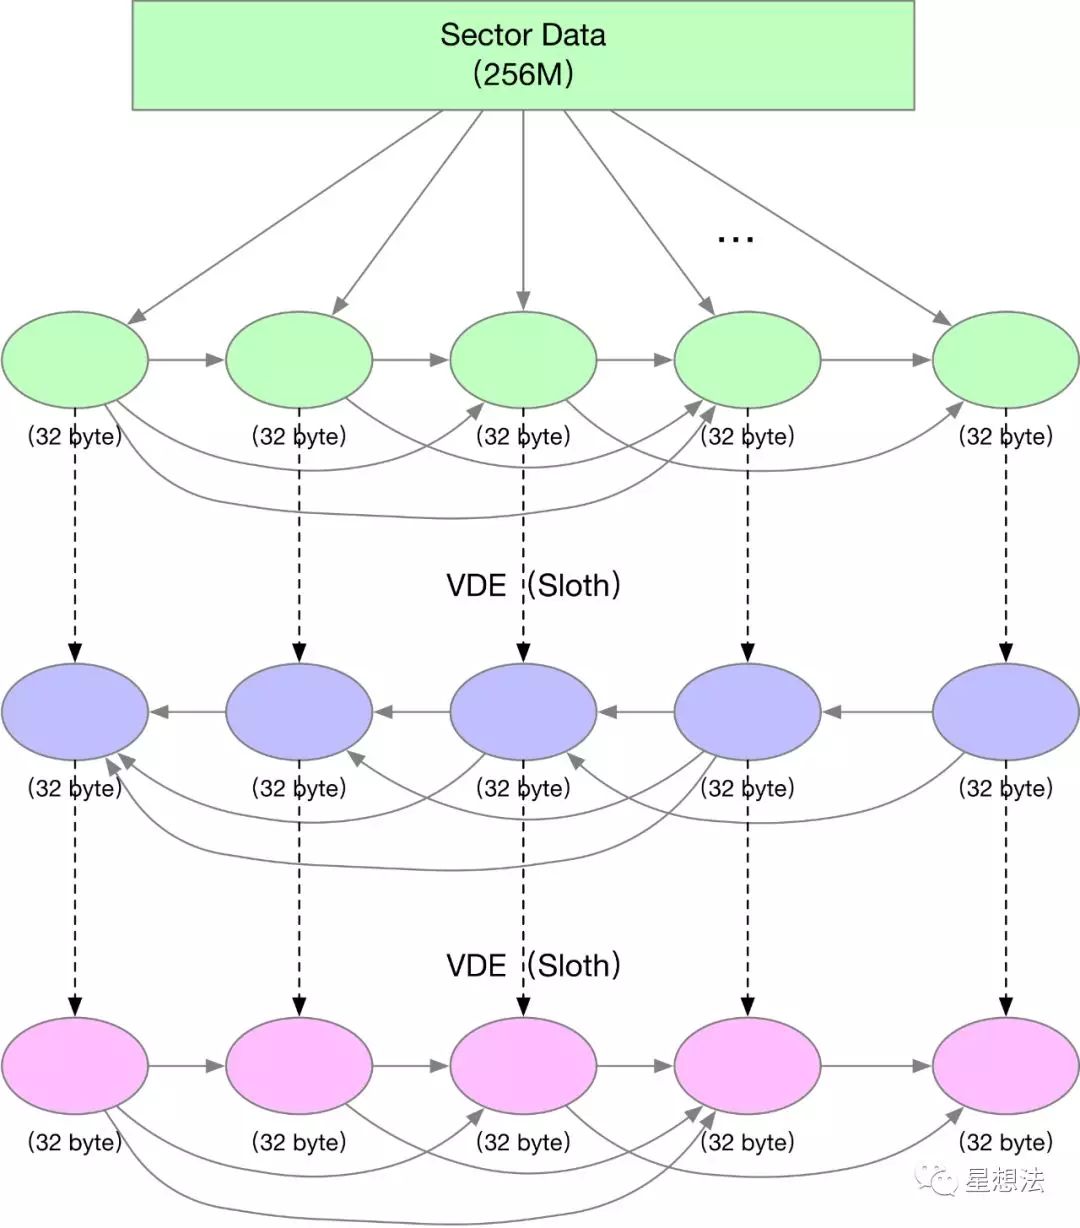 Sector Data
（256M）
...
（32 byte） （32 byte） （32 byte） （32 byte） （32 byte）
VDE（Sloth）
（32 byte） （32 byte） （32 byte） （32 byte） （32 byte）
VDE（Sloth）
（32 byte） （32 byte） （32 byte） （32 byte） （32 byte）
星想法